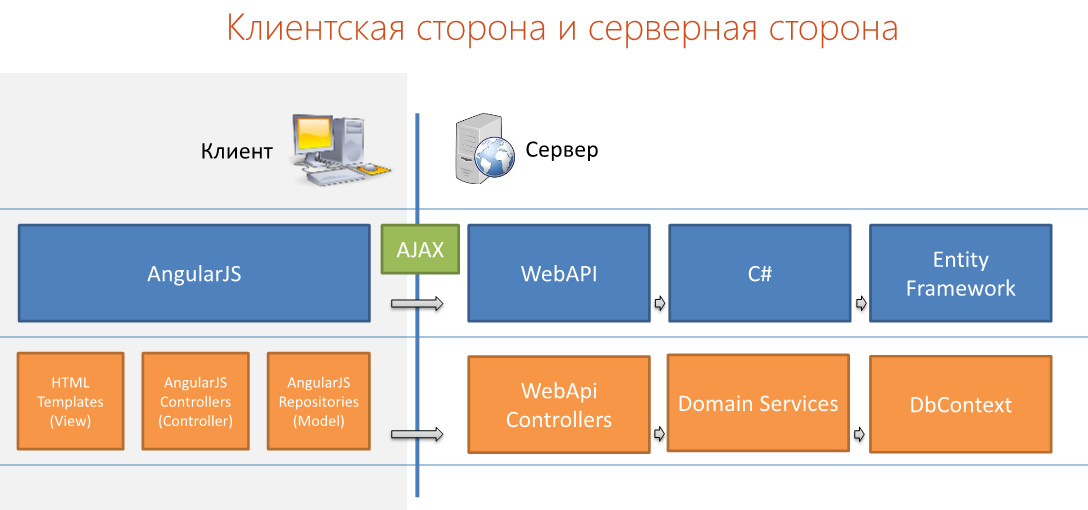 Клиентская сторона и серверная сторона
Клиент
Сервер
AngularJS
AJAX
WebAPI
C#
Entity
Framework
HTML
Templates
(View)
AngularJS
Controllers
(Controller)
AngularJS
Repositories
(Model)
WebApi
Controllers
Domain Services
DbContext